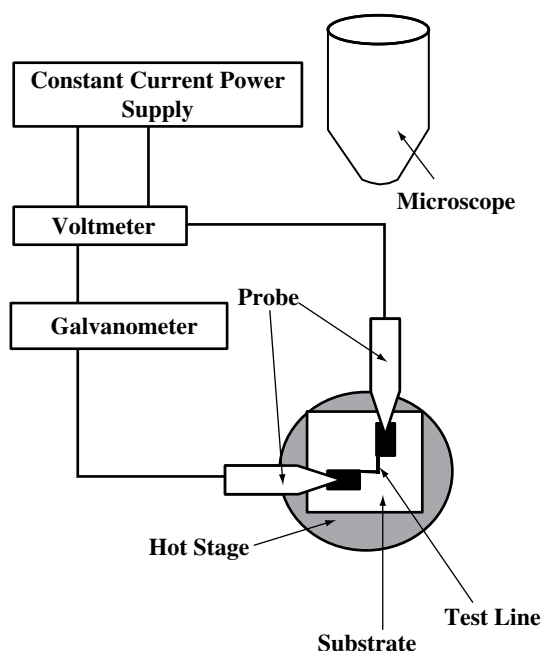 Constant Current Power
Supply
Microscope
Voltmeter
Probe
Galvanometer
Hot Stage
Test Line
Substrate